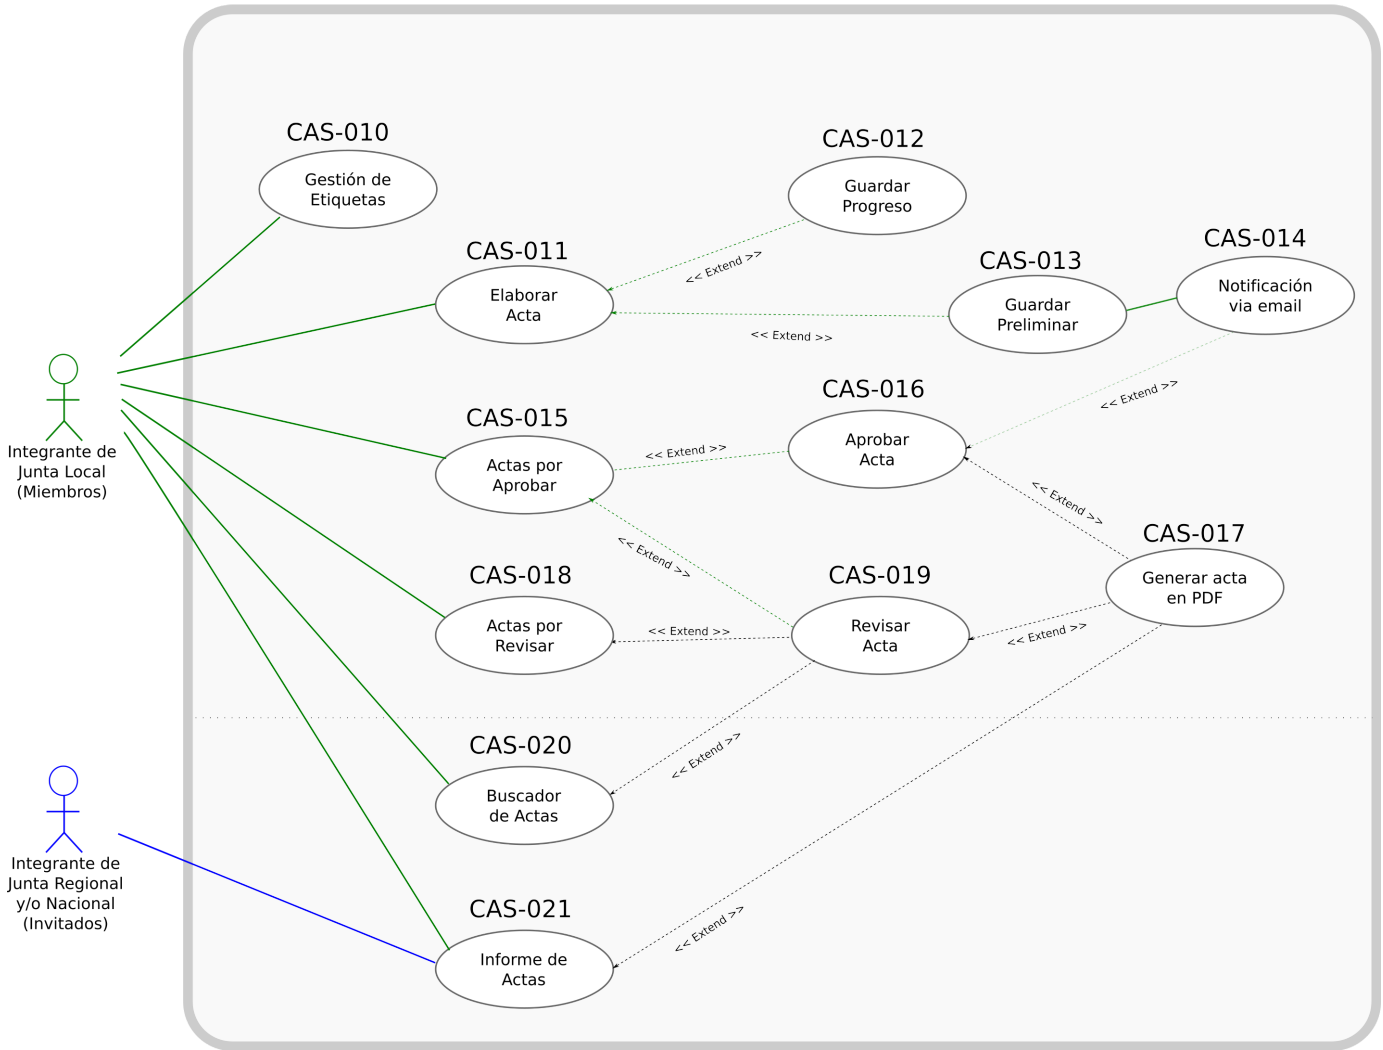 CAS-010
Gestión de
Etiquetas
CAS-012
Guardar
Progreso
CAS-011
Elaborar
Acta
<< Extend >>
CAS-013
Guardar
Preliminar
CAS-014
Notificación
via email
<< Extend >>
<< Extend >>
Integrante de
Junta Local
(Miembros)
CAS-015
Actas por
Aprobar
<< Extend >>
CAS-016
Aprobar
Acta
<< Extend >>
<< Extend >>
CAS-017
Generar acta
en PDF
CAS-018
Actas por
Revisar
<< Extend >>
CAS-019
Revisar
Acta
<< Extend >>
CAS-020
Buscador
de Actas
<< Extend >>
Integrante de
Junta Regional
y/o Nacional
(Invitados)
CAS-021
Informe de
Actas
<< Extend >>